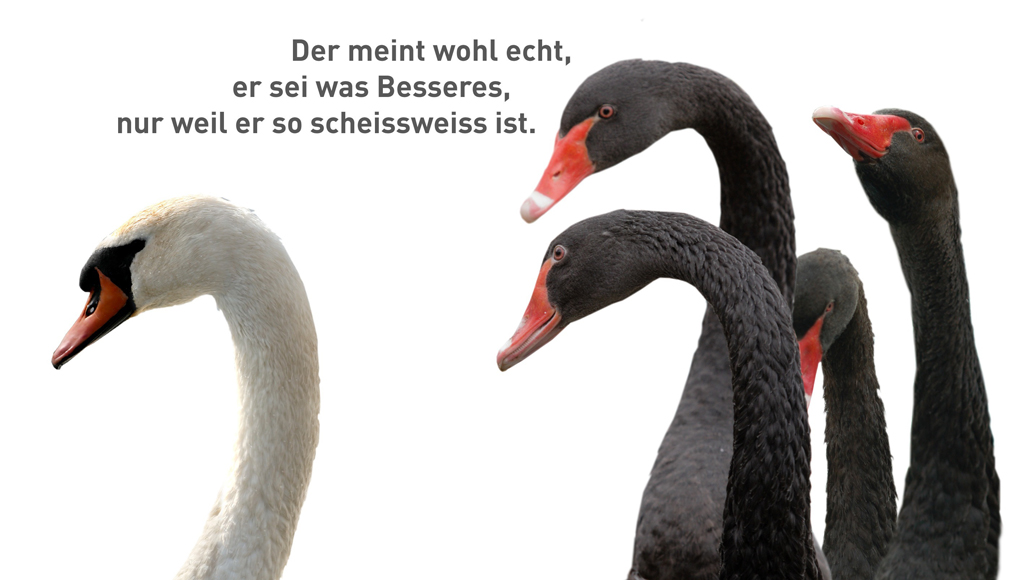 Der meint wohl echt,
er sei was Besseres,
nur weil er so scheissweiss ist.